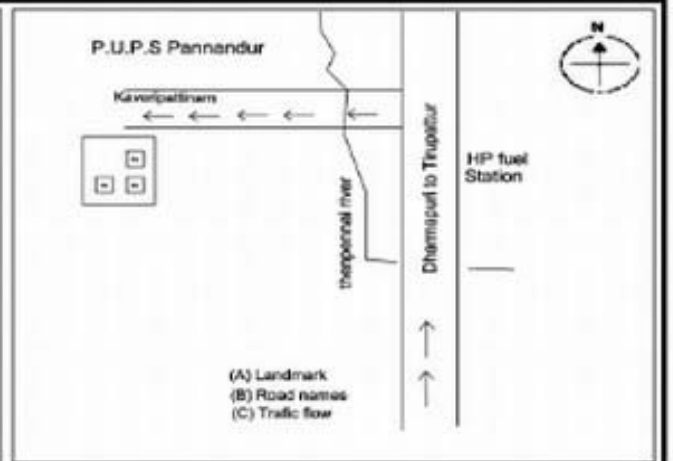 P.U.P.S Pannandur
N
Kaveripattinam
HP fuel
Station
Dharmapuri to Tirupattur
thenpennai river
(A) Landmark
(B) Road names
(C) Trafic flow